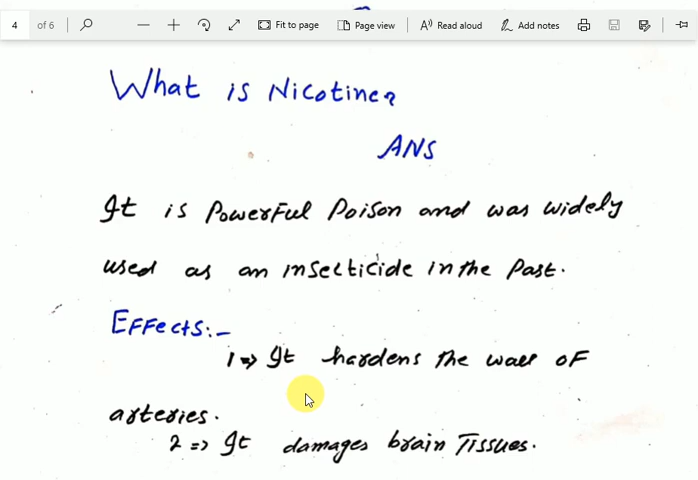 4 of 6 Fit to page Page view Read aloud Add notes
What is Nicotine?
ANS
It is Powerful Poison and was widely
used as an insecticide in the Past.
Effects:-
1 => It hardens the wall of
arteries.
2 => It damages brain Tissues.